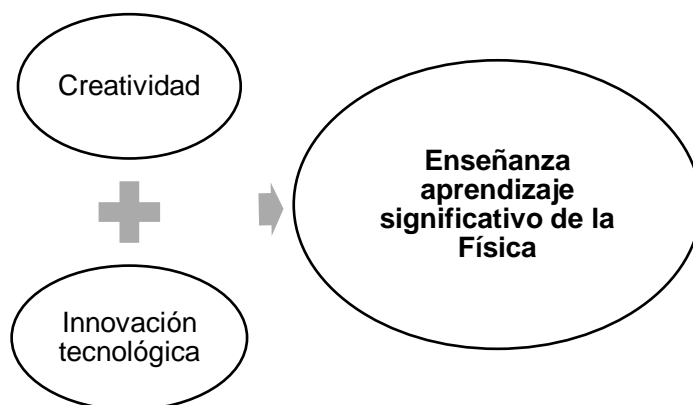 Creatividad
Innovación
tecnológica
Enseñanza
aprendizaje
significativo de la
Física